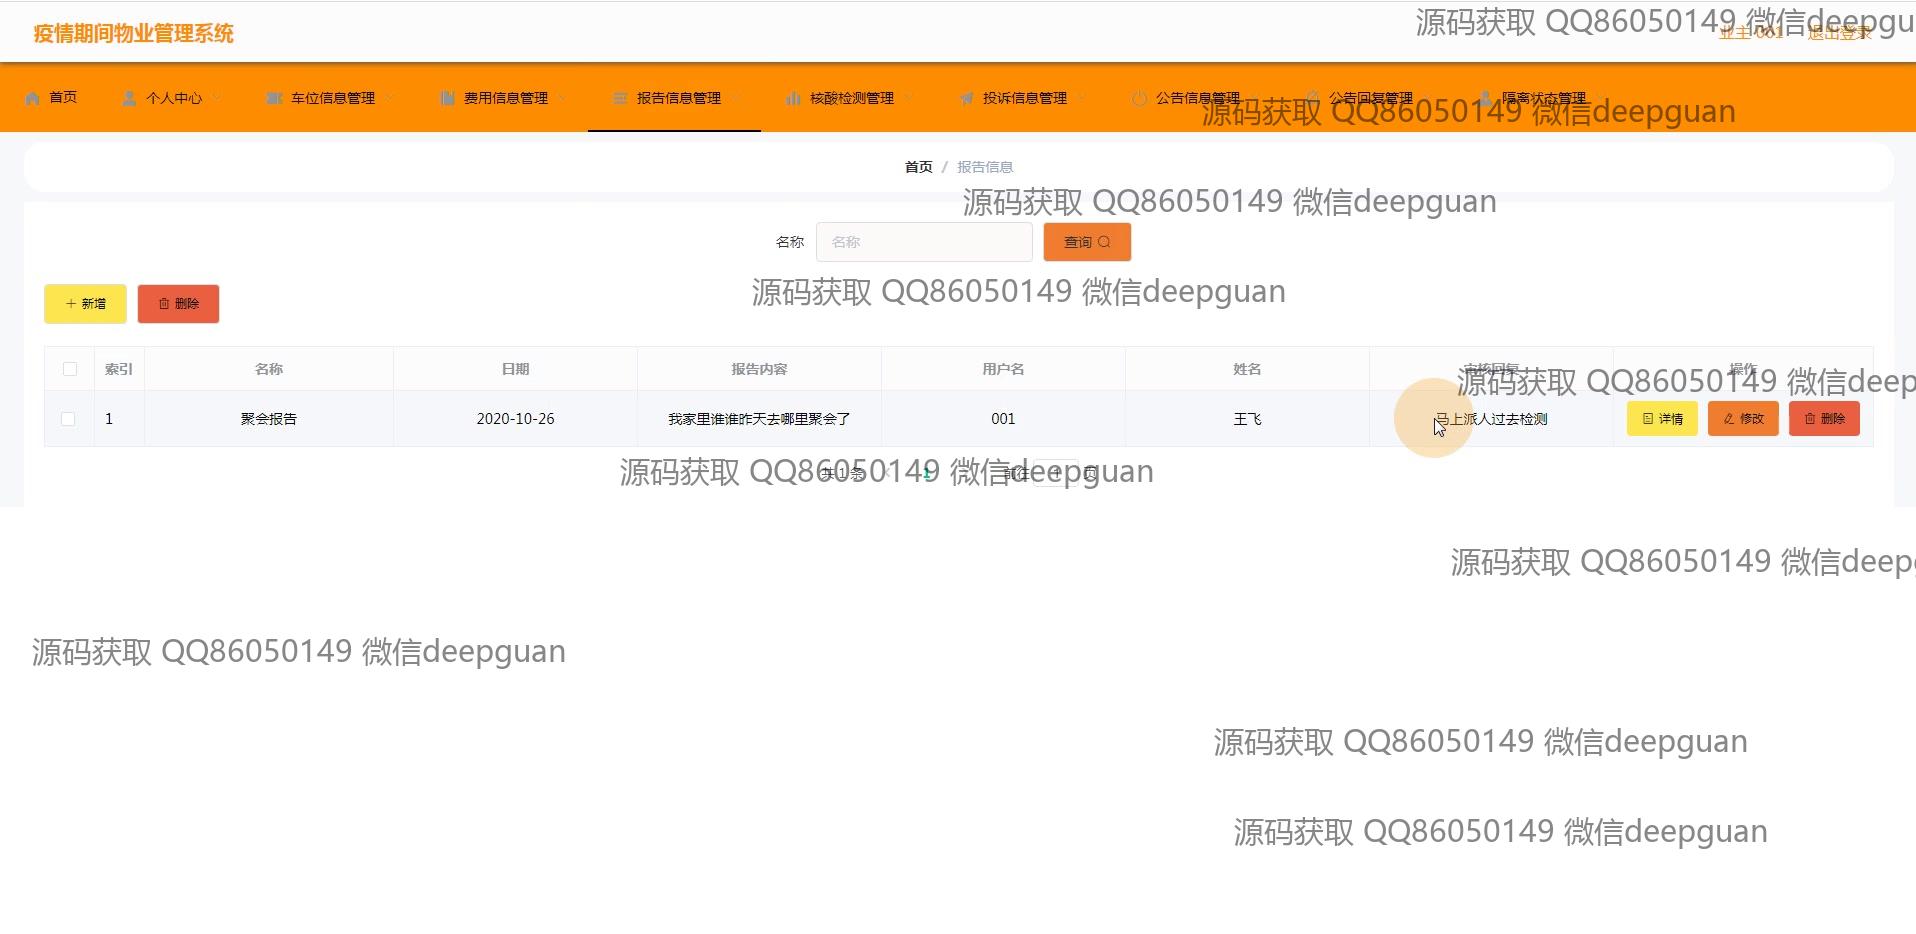 疫情期间物业管理系统
源码获取 QQ86050149 微信deepgu
业主 001 退出登录
首页 个人中心 车位信息管理 费用信息管理 报告信息管理 核酸检测管理 投诉信息管理 公告信息管理 公告回复管理 隔离状态管理
源码获取 QQ86050149 微信deepguan
首页 / 报告信息
源码获取 QQ86050149 微信deepguan
名称 名称 查询
源码获取 QQ86050149 微信deepguan
新增 删除
索引 名称 日期 报告内容 用户名 姓名 审核回复 操作
源码获取 QQ86050149 微信deep
1 聚会报告 2020-10-26 我家里谁谁昨天去哪里聚会了 001 王飞 马上派人过去检测 详情 修改 删除
共 1 条 < 1 前往 1 页
源码获取 QQ86050149 微信deepguan
源码获取 QQ86050149 微信deep
源码获取 QQ86050149 微信deepguan
源码获取 QQ86050149 微信deepguan
源码获取 QQ86050149 微信deepguan